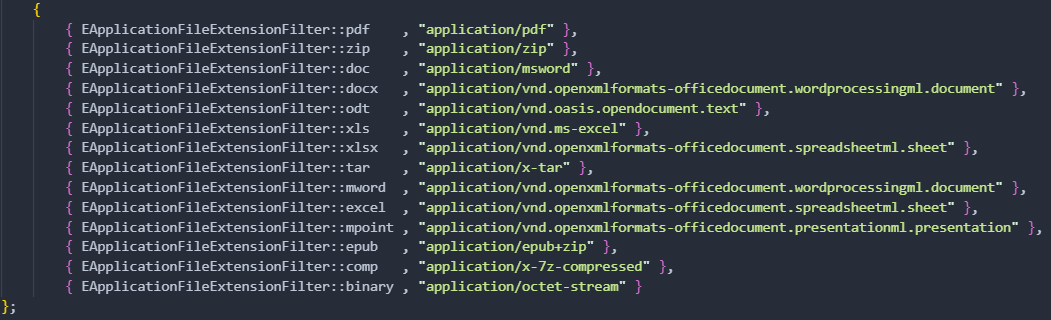 {
{ EApplicationFileExtensionFilter::pdf    , "application/pdf" },
{ EApplicationFileExtensionFilter::zip    , "application/zip" },
{ EApplicationFileExtensionFilter::doc    , "application/msword" },
{ EApplicationFileExtensionFilter::docx   , "application/vnd.openxmlformats-officedocument.wordprocessingml.document" },
{ EApplicationFileExtensionFilter::odt    , "application/vnd.oasis.opendocument.text" },
{ EApplicationFileExtensionFilter::xls    , "application/vnd.ms-excel" },
{ EApplicationFileExtensionFilter::xlsx   , "application/vnd.openxmlformats-officedocument.spreadsheetml.sheet" },
{ EApplicationFileExtensionFilter::tar    , "application/x-tar" },
{ EApplicationFileExtensionFilter::mword  , "application/vnd.openxmlformats-officedocument.wordprocessingml.document" },
{ EApplicationFileExtensionFilter::excel  , "application/vnd.openxmlformats-officedocument.spreadsheetml.sheet" },
{ EApplicationFileExtensionFilter::mpoint , "application/vnd.openxmlformats-officedocument.presentationml.presentation" },
{ EApplicationFileExtensionFilter::epub   , "application/epub+zip" },
{ EApplicationFileExtensionFilter::comp   , "application/x-7z-compressed" },
{ EApplicationFileExtensionFilter::binary , "application/octet-stream" }
};